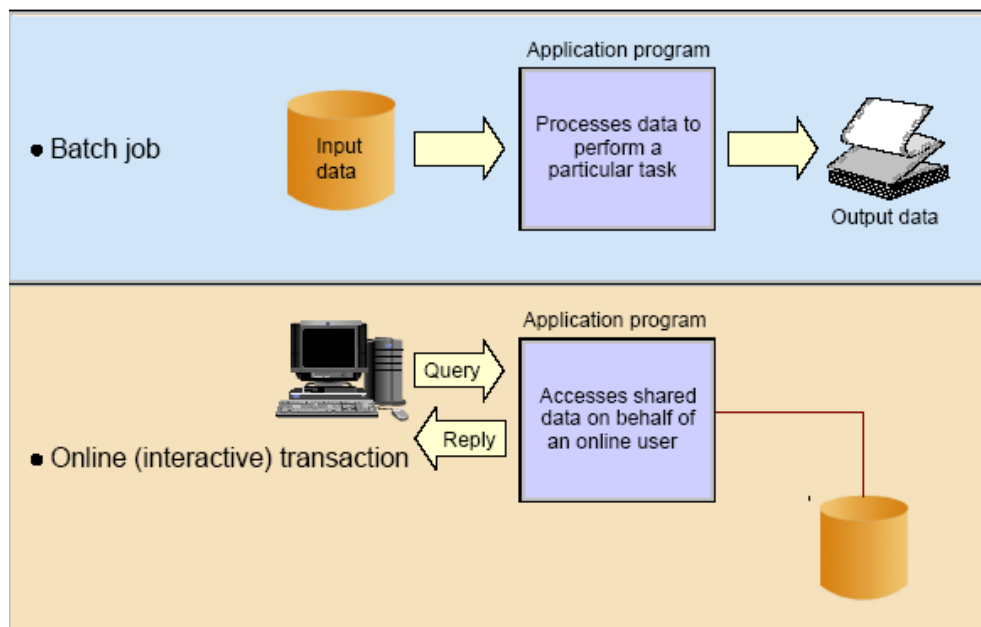 Application program
● Batch job
Input
data
Processes data to
perform a
particular task
Output data
Application program
Query
Reply
Accesses shared
data on behalf of
an online user
● Online (interactive) transaction